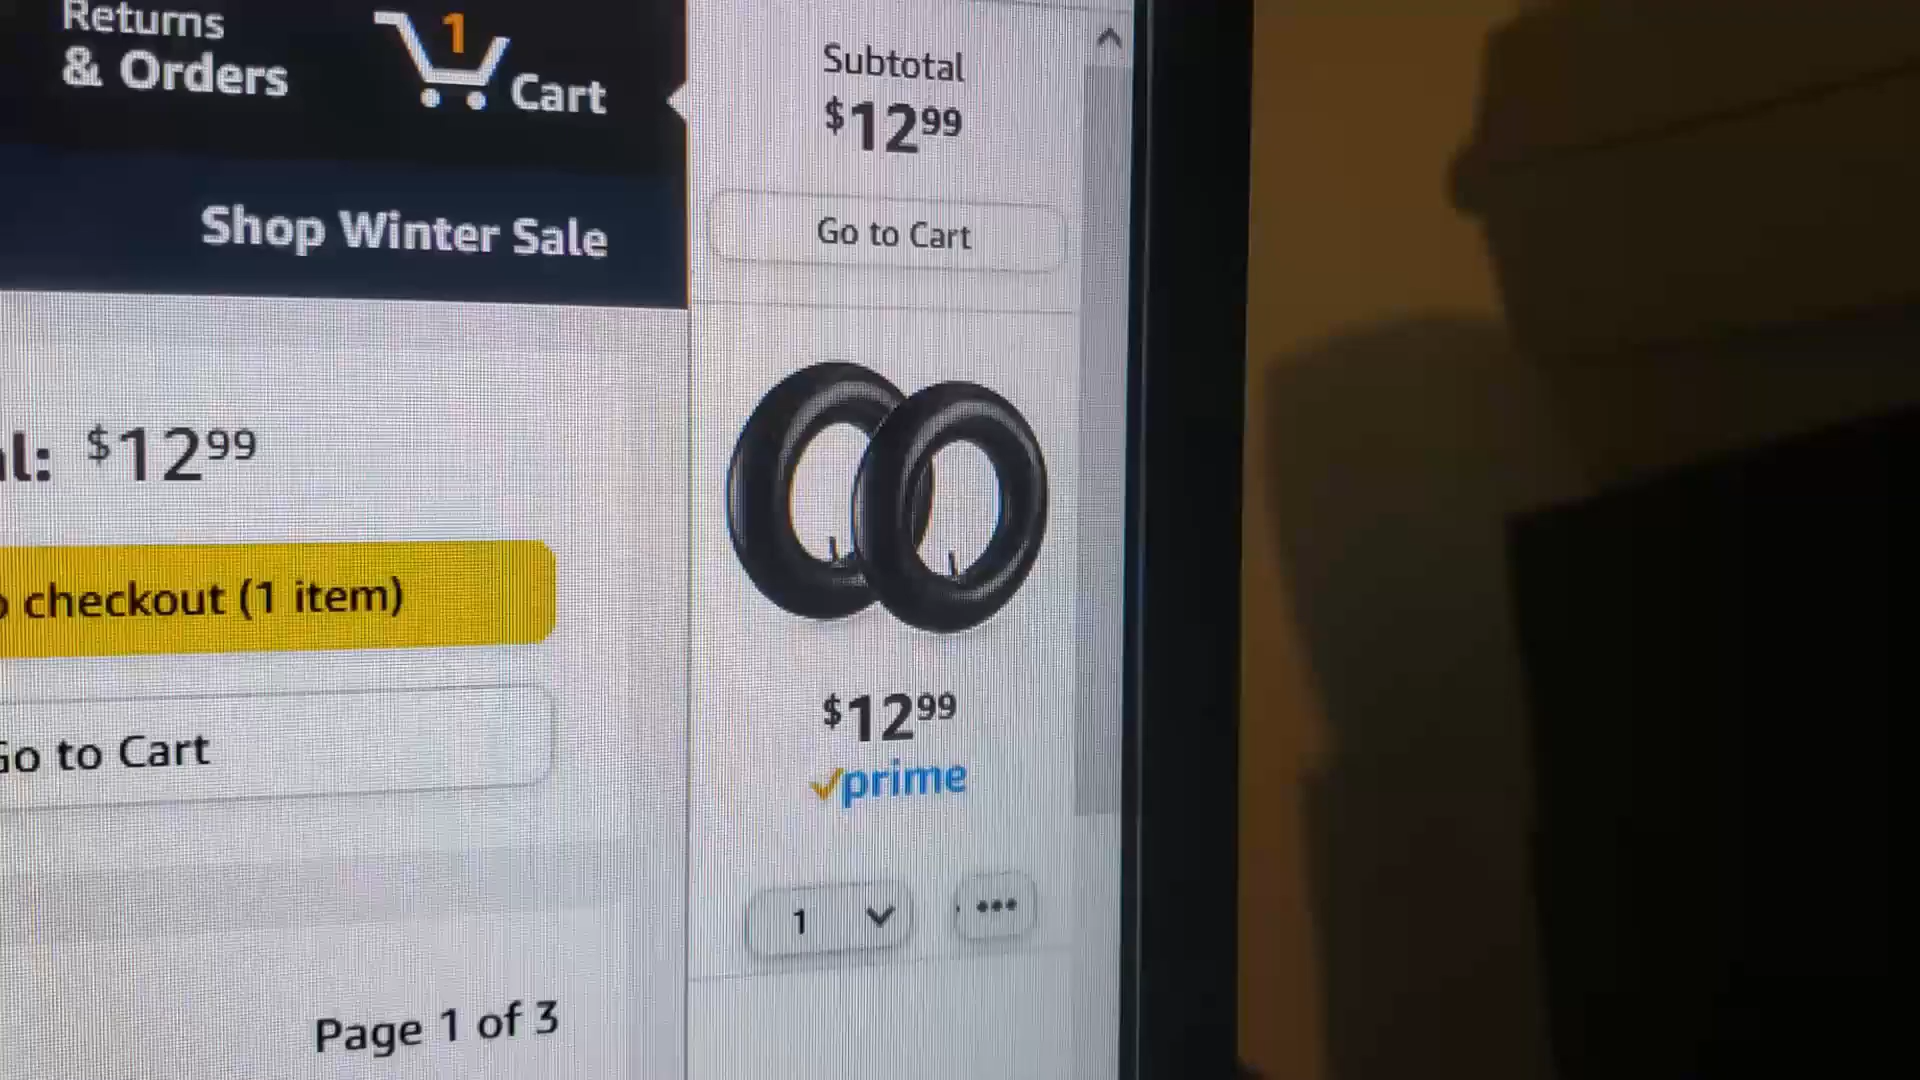 Returns
& Orders
1
Cart
Shop Winter Sale
$12 99
checkout (1 item)
to Cart
Page 1 of 3
Subtotal
$12 99
Go to Cart
$12 99
prime
1